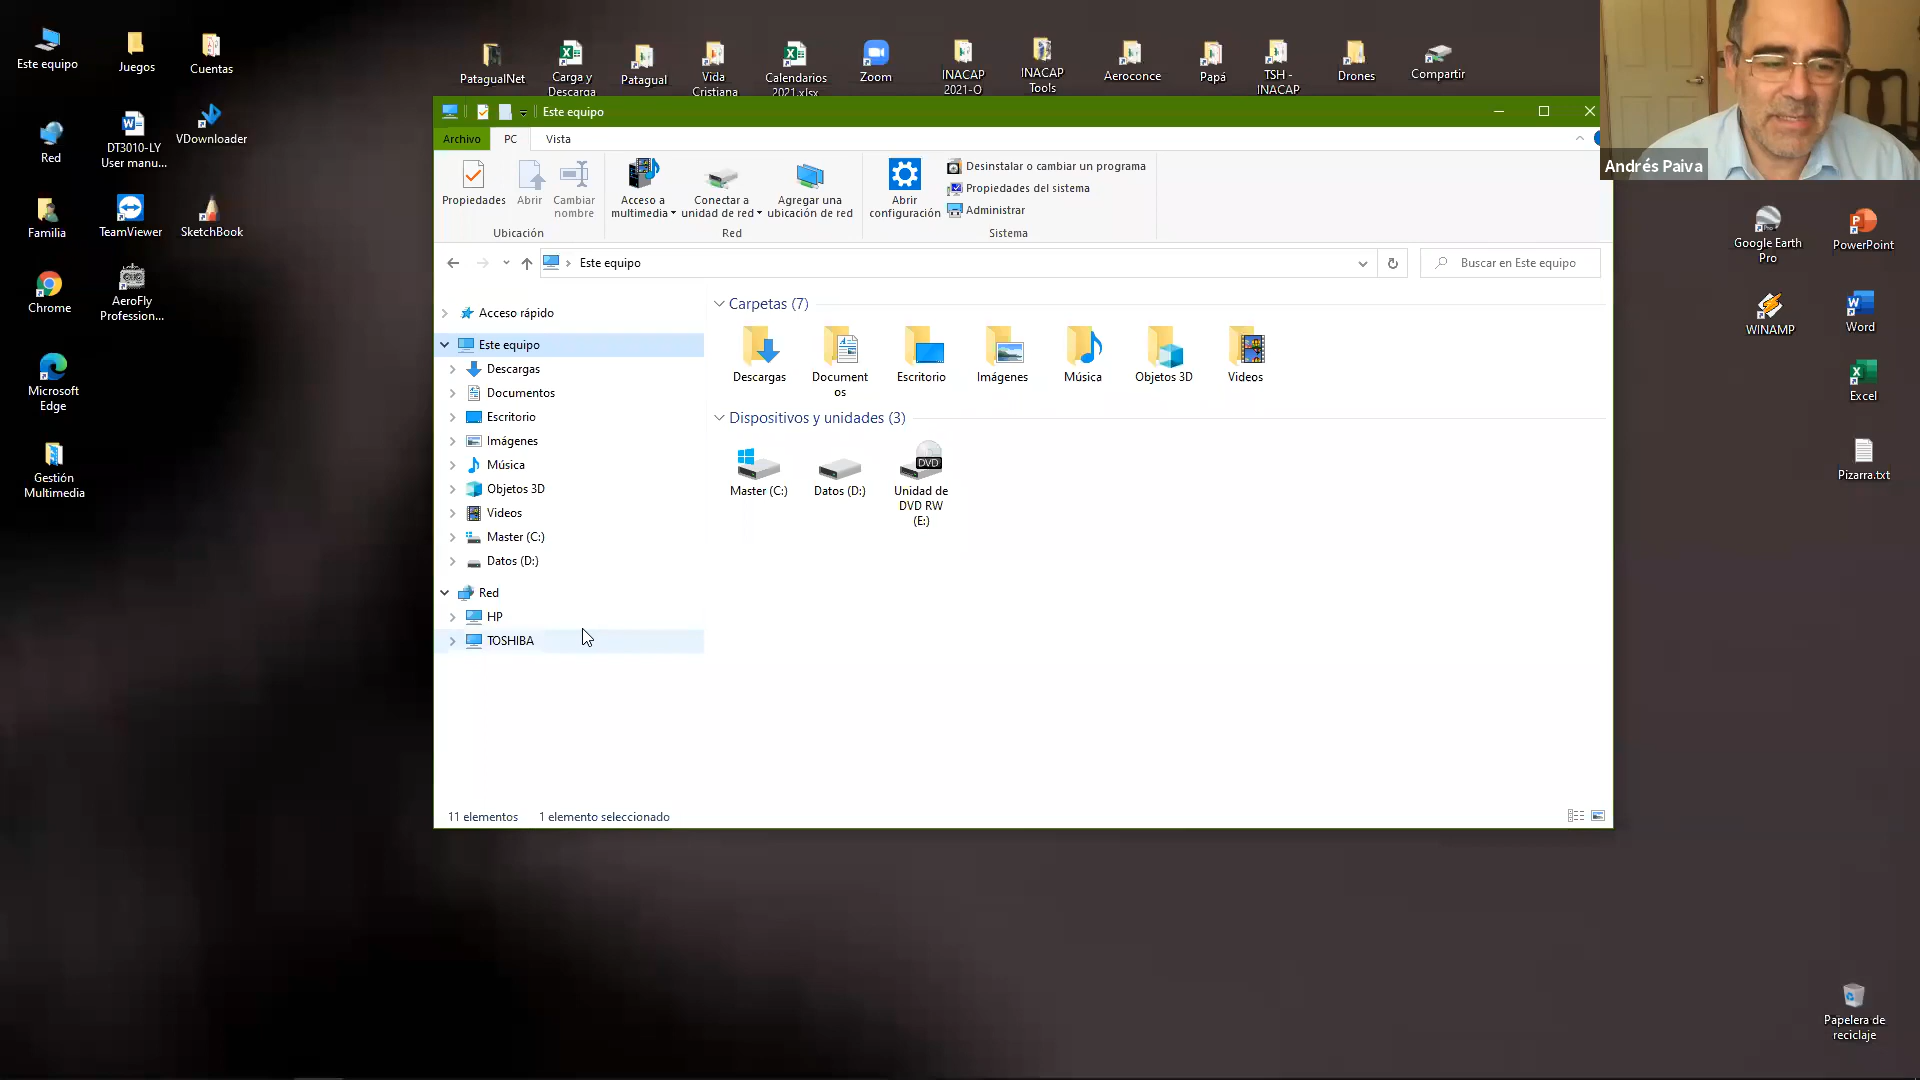 Este equipo
Juegos
Cuentas
PatagualNet
Carga y
Descarga
Patagual
Vida
Cristiana
Calendarios
2021.xlsx
Zoom
INACAP
2021-O
INACAP
Tools
Aeroconce
Papá
TSH -
INACAP
Drones
Compartir
Andrés Paiva
Red
DT3010-LY
User manu...
VDownloader
Familia
TeamViewer
SketchBook
Chrome
AeroFly
Profession...
Microsoft
Edge
Gestión
Multimedia
Este equipo
Archivo
PC
Vista
Propiedades
Abrir
Cambiar
nombre
Ubicación
Acceso a
multimedia
Conectar a
unidad de red
Agregar una
ubicación de red
Red
Abrir
configuración
Desinstalar o cambiar un programa
Propiedades del sistema
Administrar
Sistema
Este equipo
Buscar en Este equipo
Acceso rápido
Este equipo
Descargas
Documentos
Escritorio
Imágenes
Música
Objetos 3D
Videos
Master (C:)
Datos (D:)
Red
HP
TOSHIBA
Carpetas (7)
Descargas
Document
os
Escritorio
Imágenes
Música
Objetos 3D
Videos
Dispositivos y unidades (3)
Master (C:)
Datos (D:)
DVD
Unidad de
DVD RW
(E:)
11 elementos
1 elemento seleccionado
Google Earth
Pro
PowerPoint
WINAMP
Word
Excel
Pizarra.txt
Papelera de
reciclaje